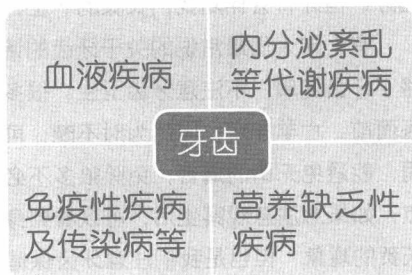 血液疾病
内分泌紊乱
等代谢疾病
牙齿
免疫性疾病
及传染病等
营养缺乏性
疾病